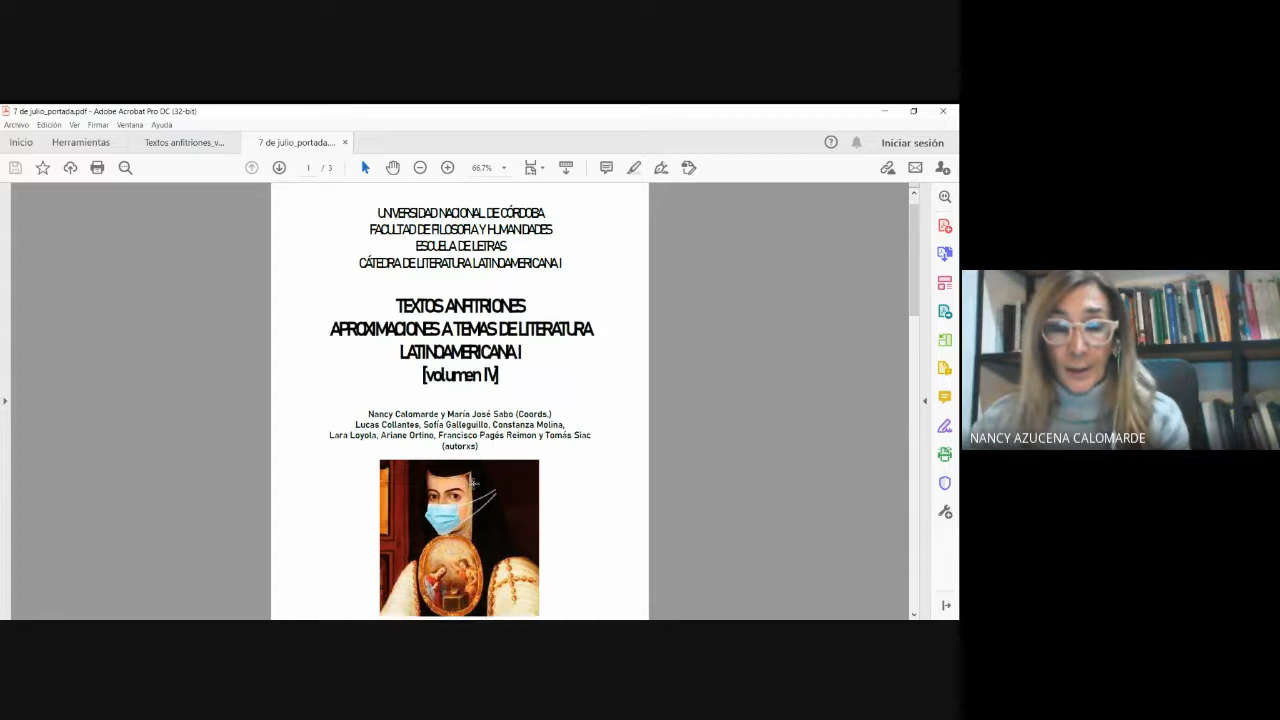 7 de julio_portada.pdf - Adobe Acrobat Pro DC (32-bit)
Archivo Edición Ver Firmar Ventana Ayuda
Inicio Herramientas Textos anfitriones_v... 7 de julio_portada.... × Iniciar sesión
1 / 3 66,7%
UNIVERSIDAD NACIONAL DE CÓRDOBA
FACULTAD DE FILOSOFIA Y HUMANIDADES
ESCUELA DE LETRAS
CÁTEDRA DE LITERATURA LATINOAMERICANA I
TEXTOS ANFITRIONES
APROXIMACIONES A TEMAS DE LITERATURA
LATINOAMERICANA I
[volumen IV]
Nancy Calomarde y María José Sabo (Coords.)
Lucas Collantes, Sofía Galleguillo, Constanza Molina,
Lara Loyola, Ariane Ortino, Francisco Pagés Reimon y Tomás Siac
(autorxs)
NANCY AZUCENA CALOMARDE